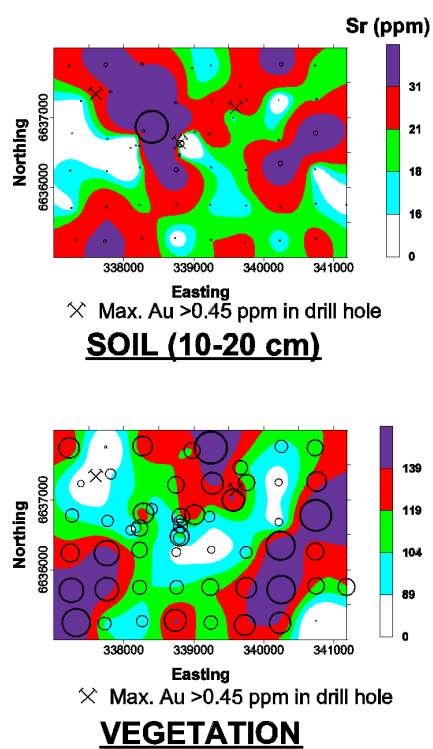 Sr (ppm)
31
21
18
16
0
Northing
6637000
6636000
338000 339000 340000 341000
Easting
Max. Au >0.45 ppm in drill hole
SOIL (10-20 cm)
139
119
104
89
0
Northing
6637000
6636000
338000 339000 340000 341000
Easting
Max. Au >0.45 ppm in drill hole
VEGETATION